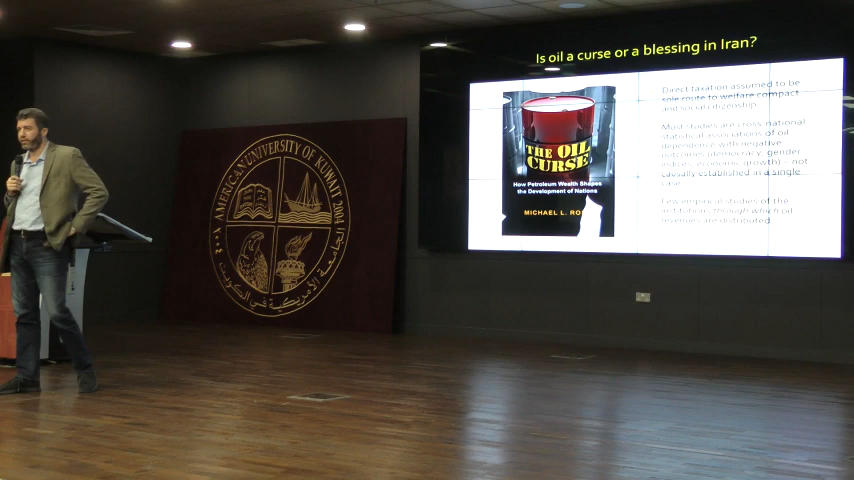 Is oil a curse or a blessing in Iran?
THE OIL
CURSE
How Petroleum Wealth Shapes
the Development of Nations
MICHAEL L. RO
Direct taxation assumed to be
sole route to welfare compact
and social citizenship.
Most studies are cross-national
statistical associations of oil
dependence with negative
outcomes (democracy, gender
indices, economic growth) – not
causally established in a single
case.
Few empirical studies of the
institutions through which oil
revenues are distributed.
AMERICAN UNIVERSITY OF KUWAIT 2004
الجامعة الأمريكية في الكويت